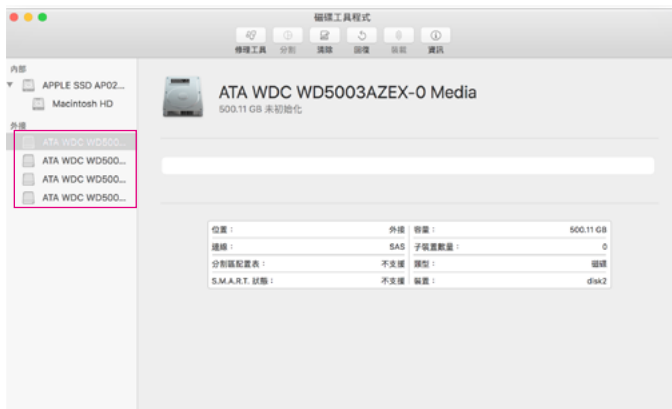 磁碟工具程式
修理工具 分割 清除 回復 裝載 資訊
內部
APPLE SSD AP02...
Macintosh HD
外接
ATA WDC WD500...
ATA WDC WD500...
ATA WDC WD500...
ATA WDC WD500...
ATA WDC WD5003AZEX-0 Media
500.11 GB 未初始化
位置： 外接 容量： 500.11 GB
連線： SAS 子裝置數量： 0
分割區配置表： 不支援 類型： 磁碟
S.M.A.R.T. 狀態： 不支援 裝置： disk2